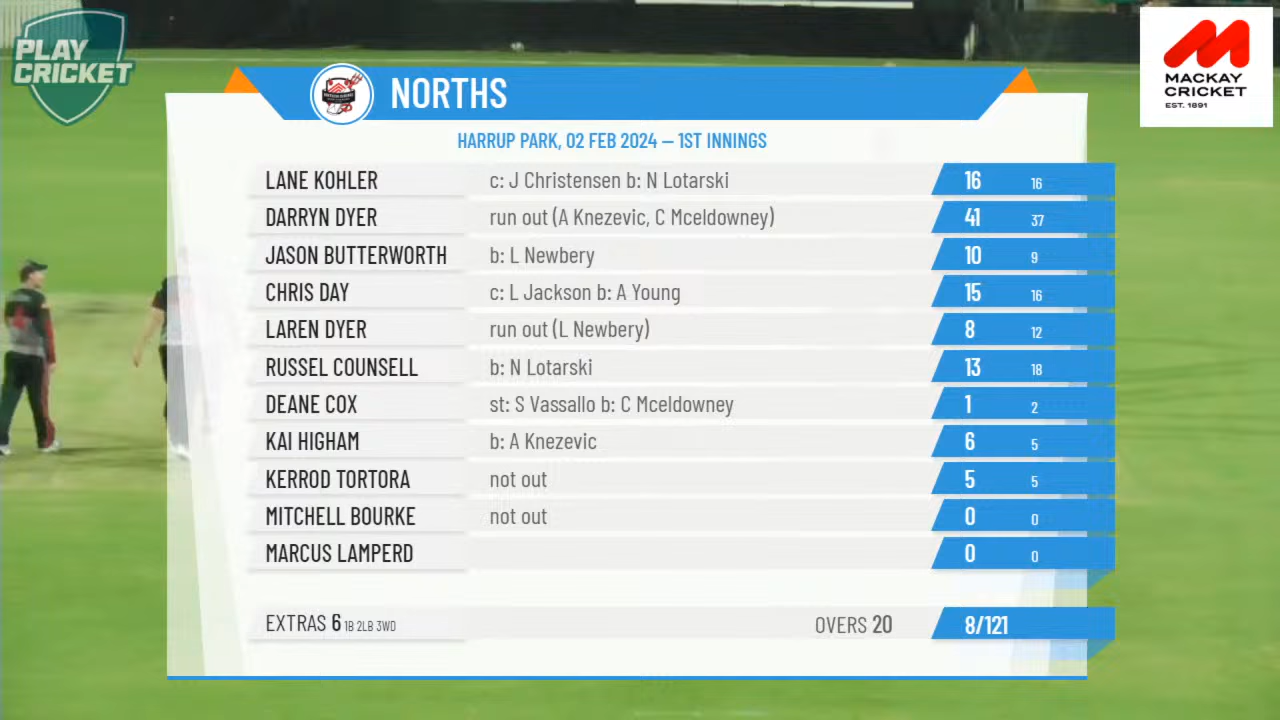 PLAY
CRICKET
MACKAY
CRICKET
EST. 1891
NORTHS
HARRUP PARK, 02 FEB 2024 – 1ST INNINGS
LANE KOHLER c: J Christensen b: N Lotarski 16 16
DARRYN DYER run out (A Knezevic, C Mceldowney) 41 37
JASON BUTTERWORTH b: L Newbery 10 9
CHRIS DAY c: L Jackson b: A Young 15 16
LAREN DYER run out (L Newbery) 8 12
RUSSEL COUNSELL b: N Lotarski 13 18
DEANE COX st: S Vassallo b: C Mceldowney 1 2
KAI HIGHAM b: A Knezevic 6 5
KERROD TORTORA not out 5 5
MITCHELL BOURKE not out 0 0
MARCUS LAMPERD 0 0
EXTRAS 6 1B 2LB 3WD OVERS 20 8/121